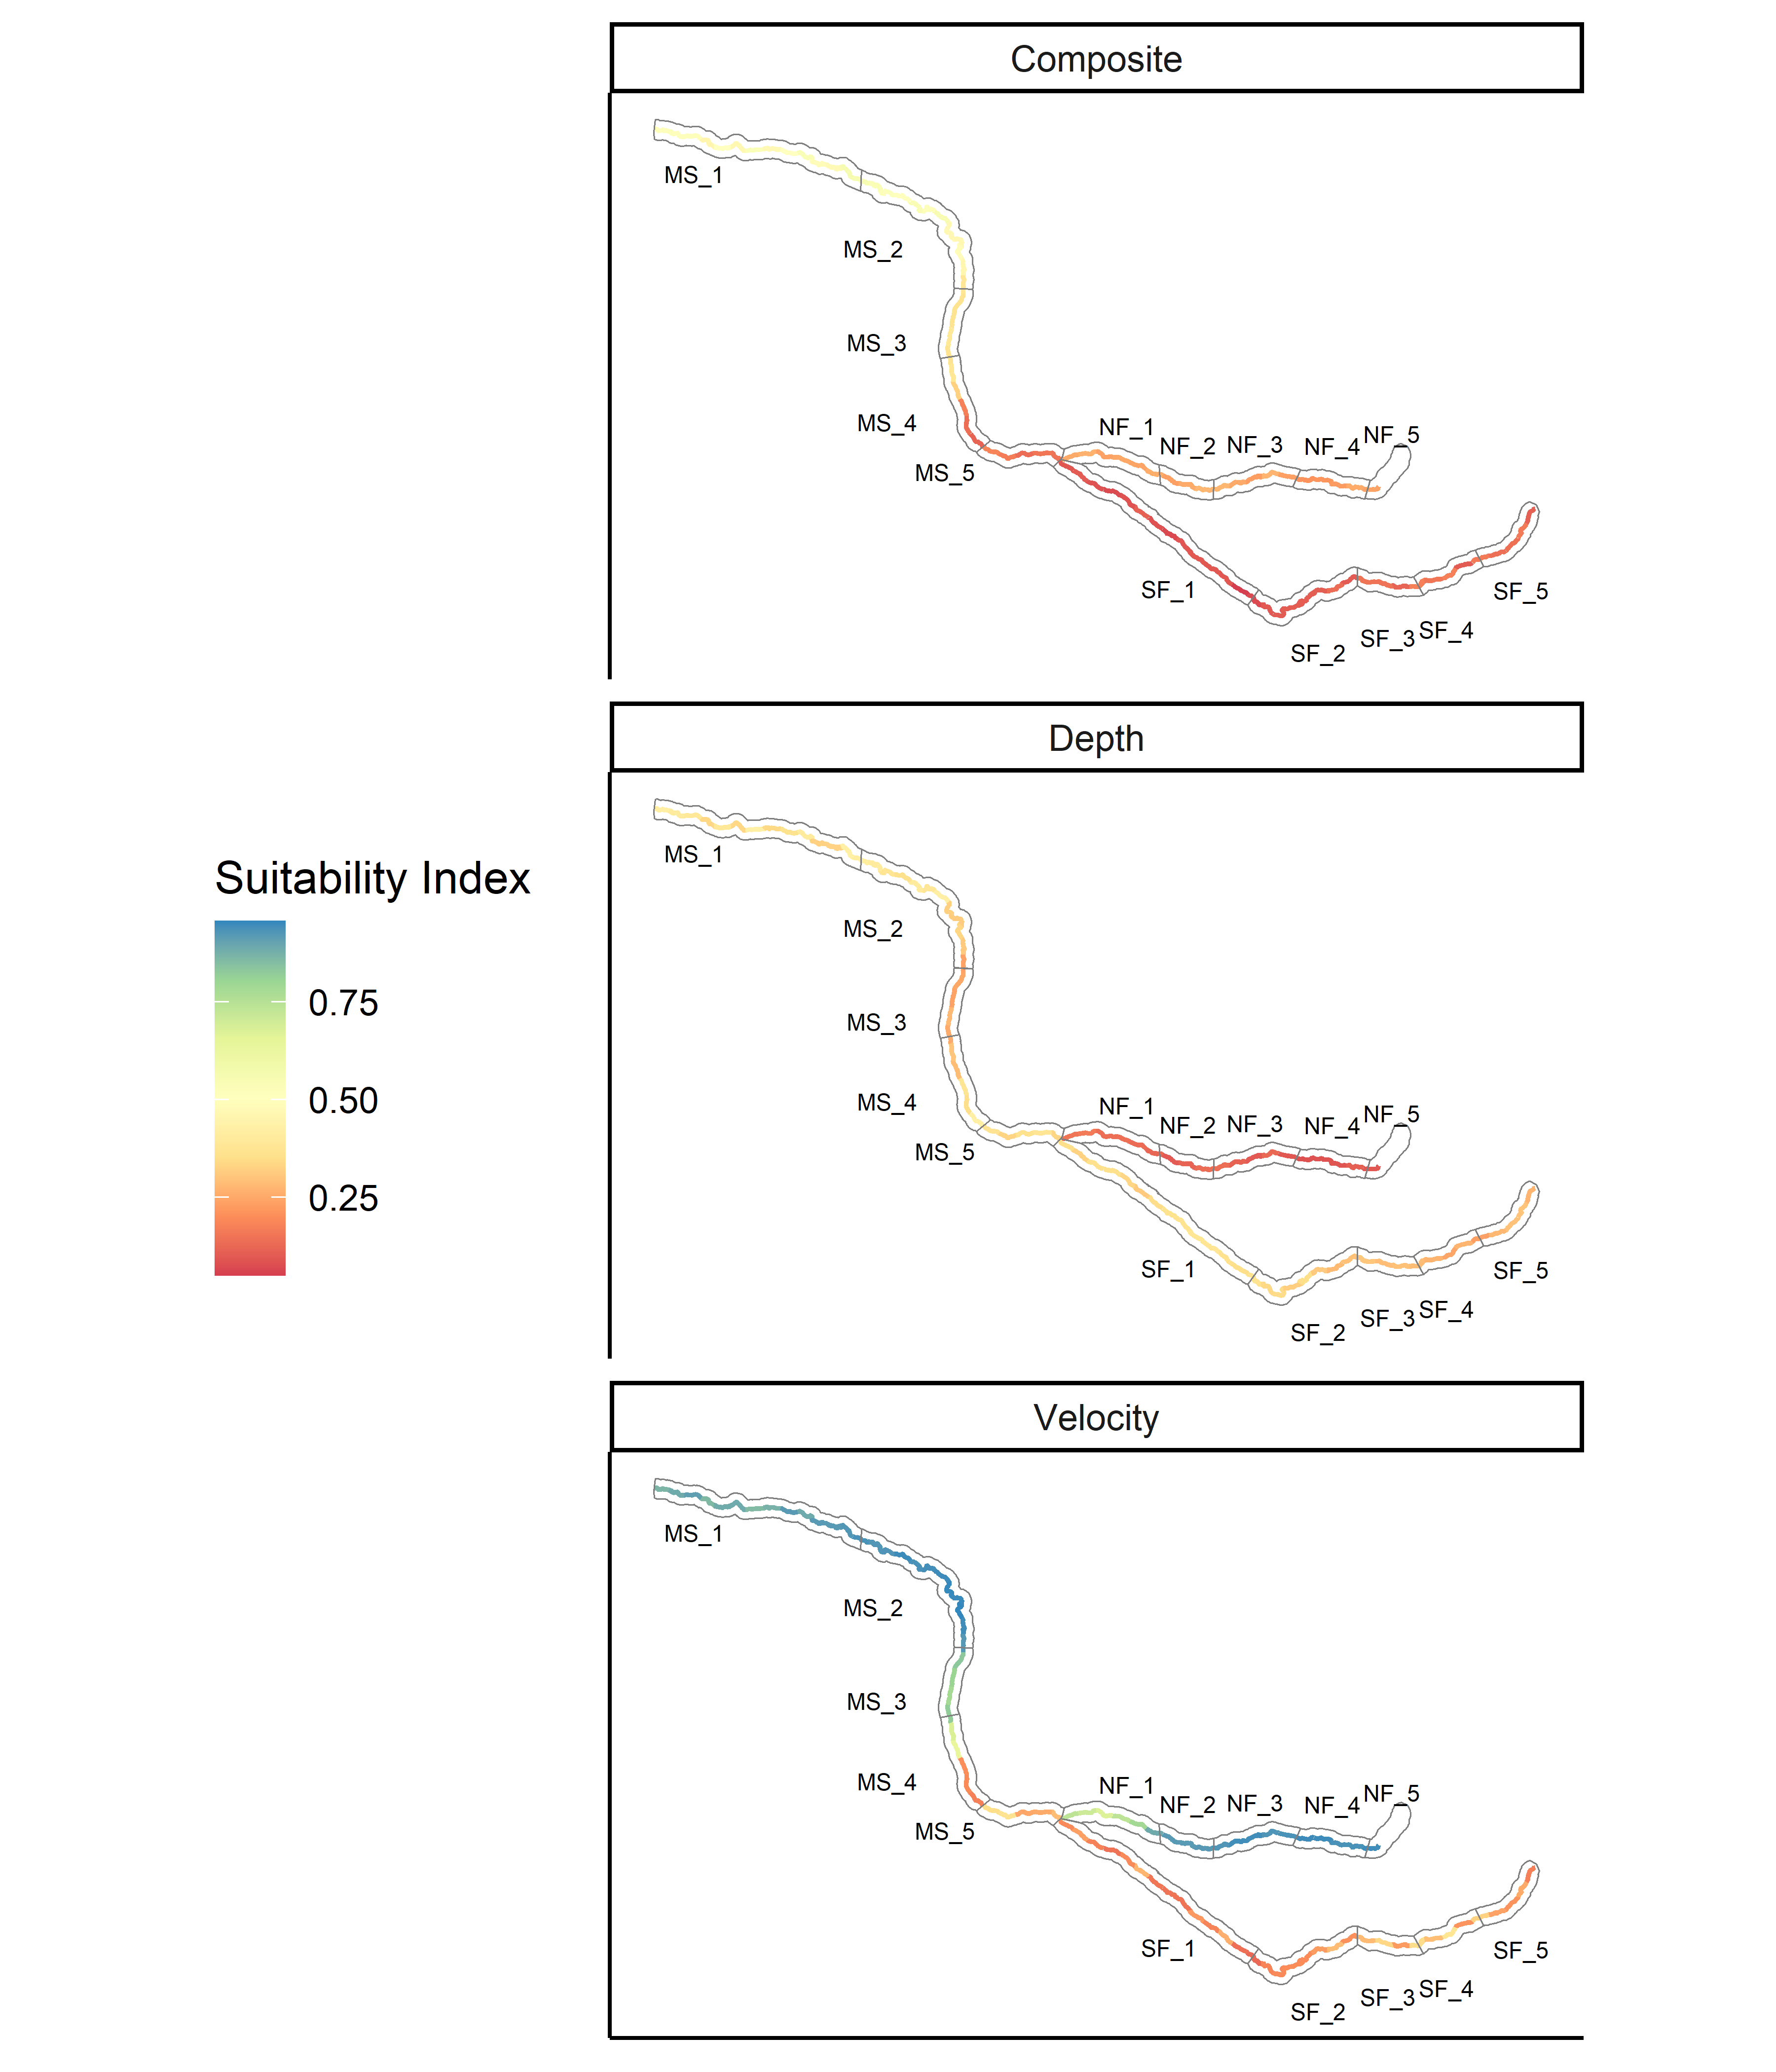 Composite
MS_1
MS_2
MS_3
MS_4
MS_5
NF_1
NF_2
NF_3
NF_4
NF_5
SF_1
SF_2
SF_3
SF_4
SF_5
Suitability Index
0.75
0.50
0.25
Depth
MS_1
MS_2
MS_3
MS_4
MS_5
NF_1
NF_2
NF_3
NF_4
NF_5
SF_1
SF_2
SF_3
SF_4
SF_5
Velocity
MS_1
MS_2
MS_3
MS_4
MS_5
NF_1
NF_2
NF_3
NF_4
NF_5
SF_1
SF_2
SF_3
SF_4
SF_5